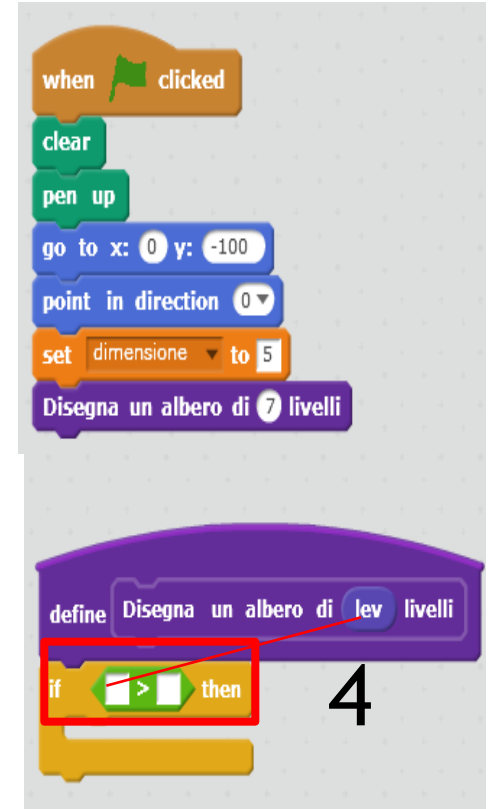 when clicked
clear
pen up
go to x: 0 y: -100
point in direction 0
set dimensione to 5
Disegna un albero di 7 livelli
define Disegna un albero di lev livelli
if > then
4